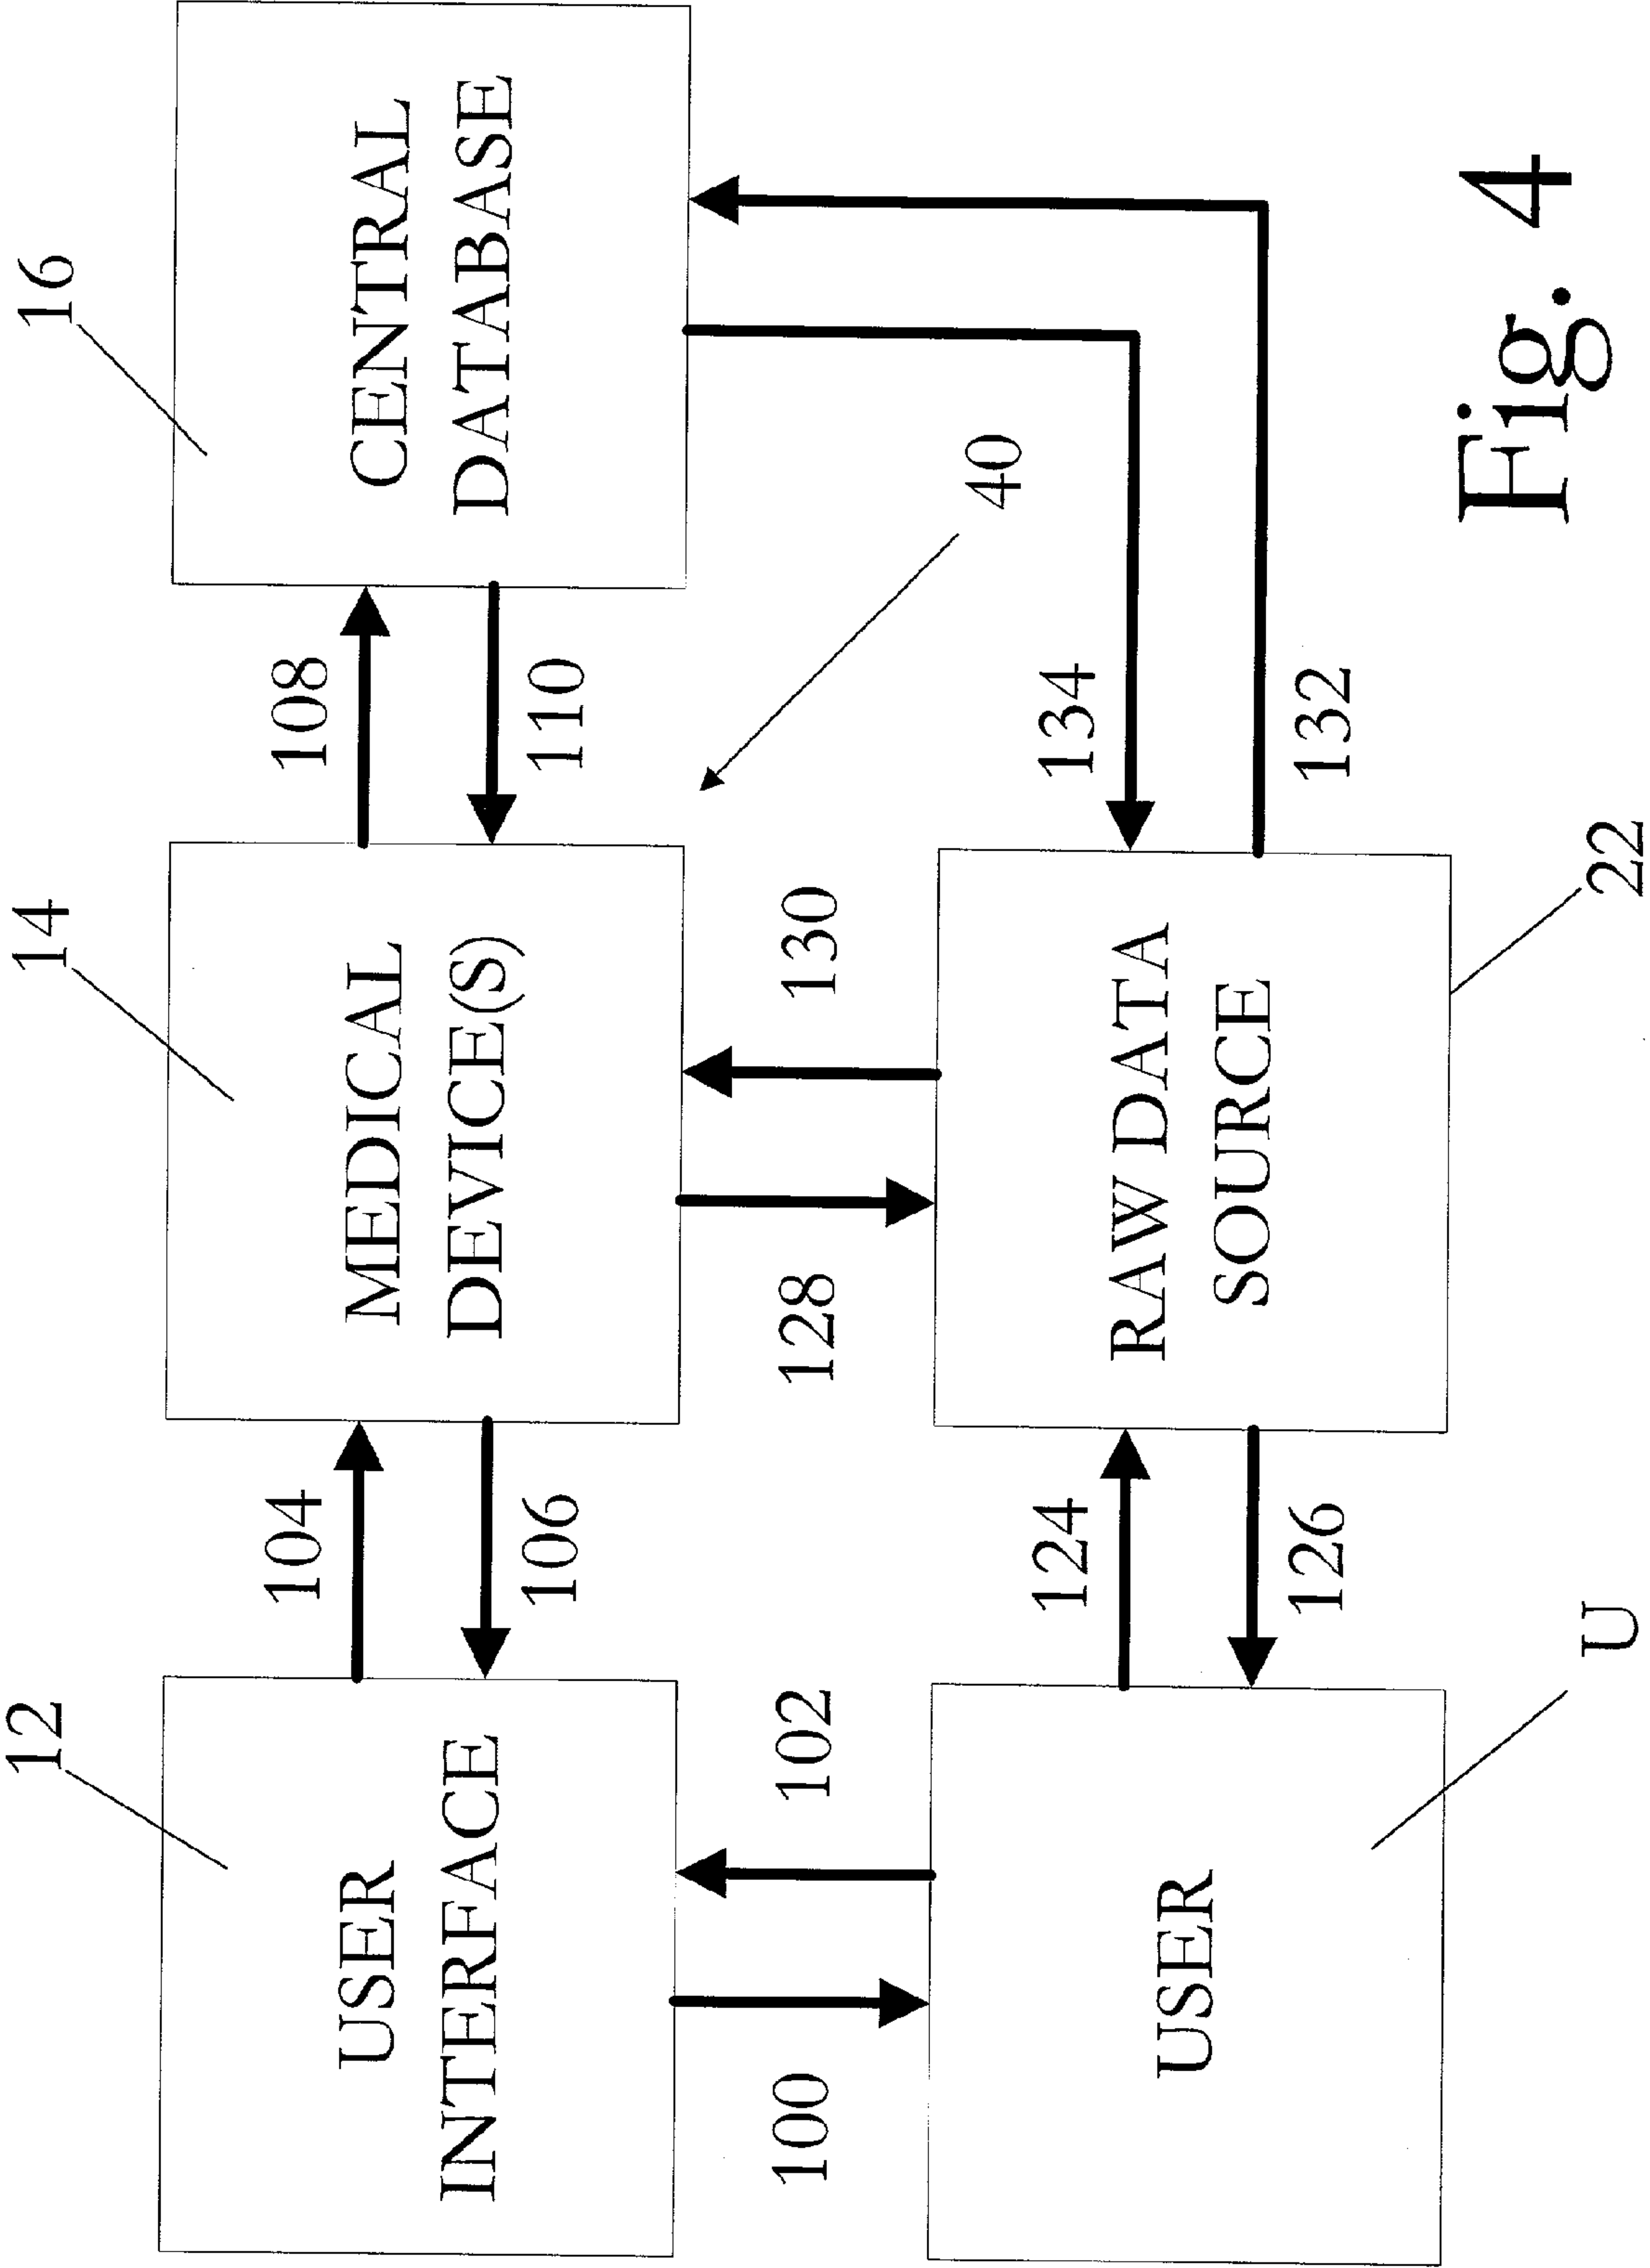 12
14
16
USER
INTERFACE
MEDICAL
DEVICE(S)
CENTRAL
DATABASE
104
106
108
110
100
102
128
130
40
USER
RAW DATA
SOURCE
124
126
134
132
U
22
Fig. 4